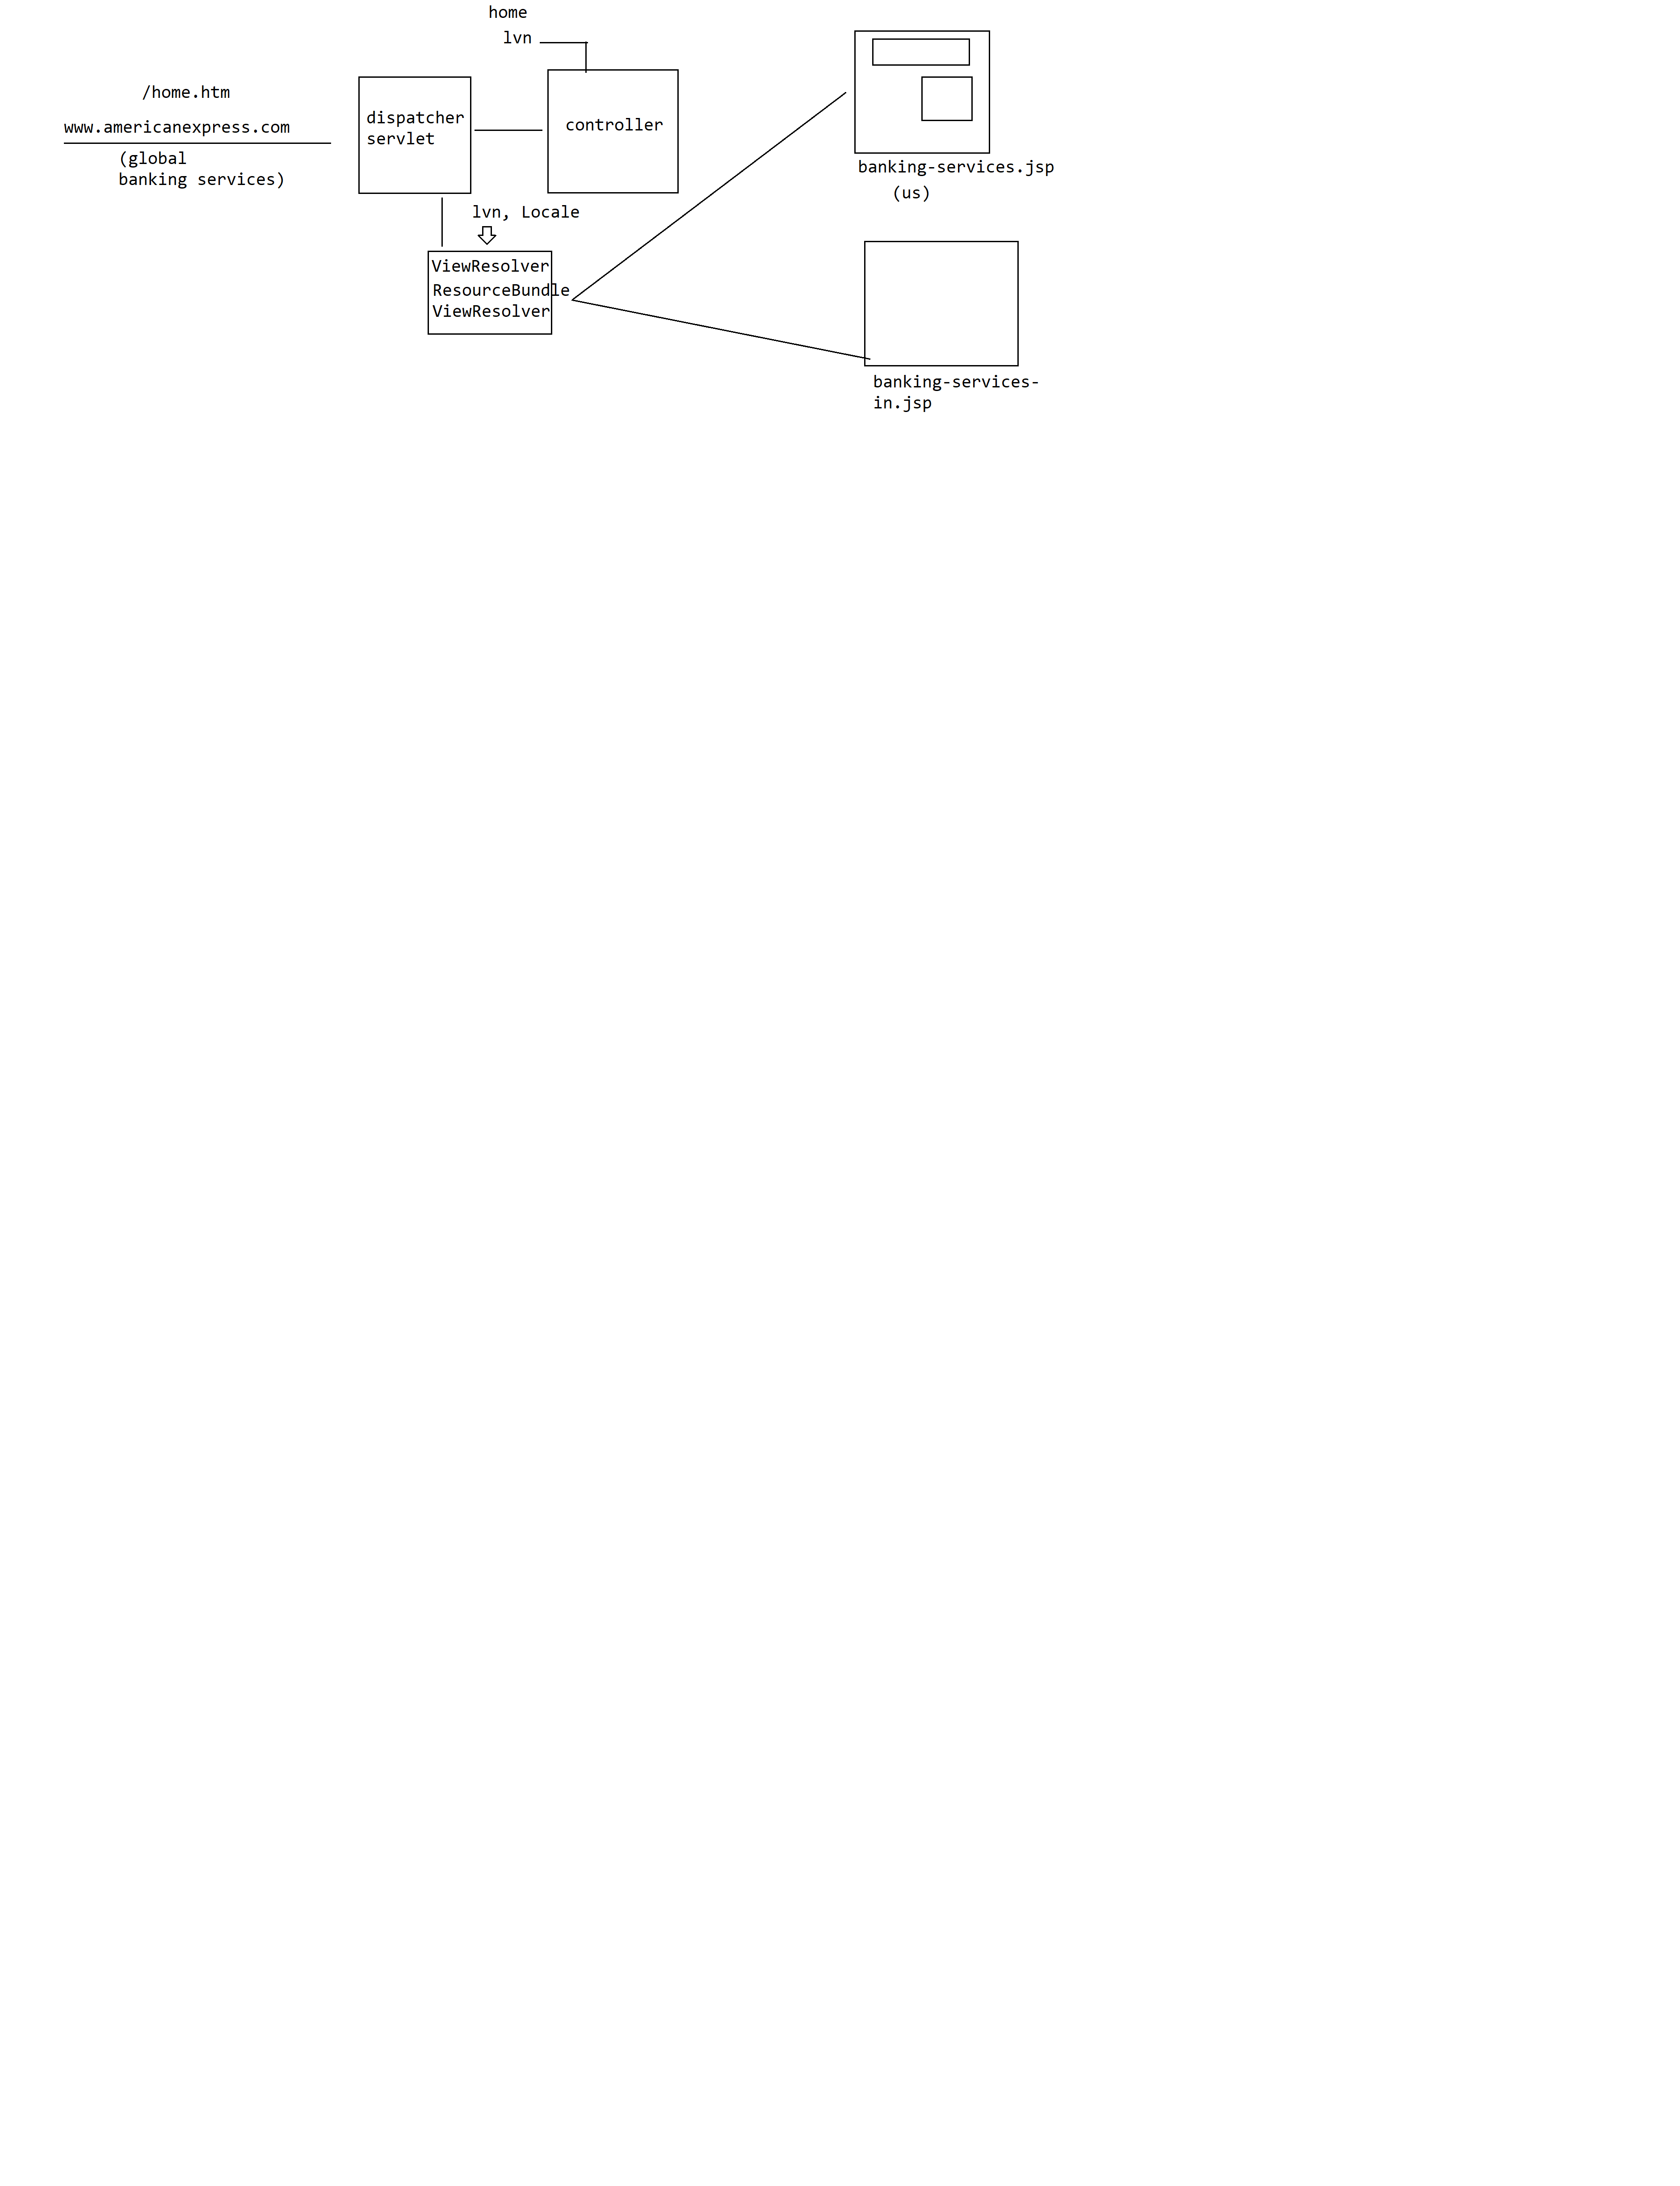 home
lvn
/home.htm
www.americanexpress.com
(global
banking services)
dispatcher
servlet
controller
lvn, Locale
ViewResolver
ResourceBundle
ViewResolver
banking-services.jsp
(us)
banking-services-
in.jsp